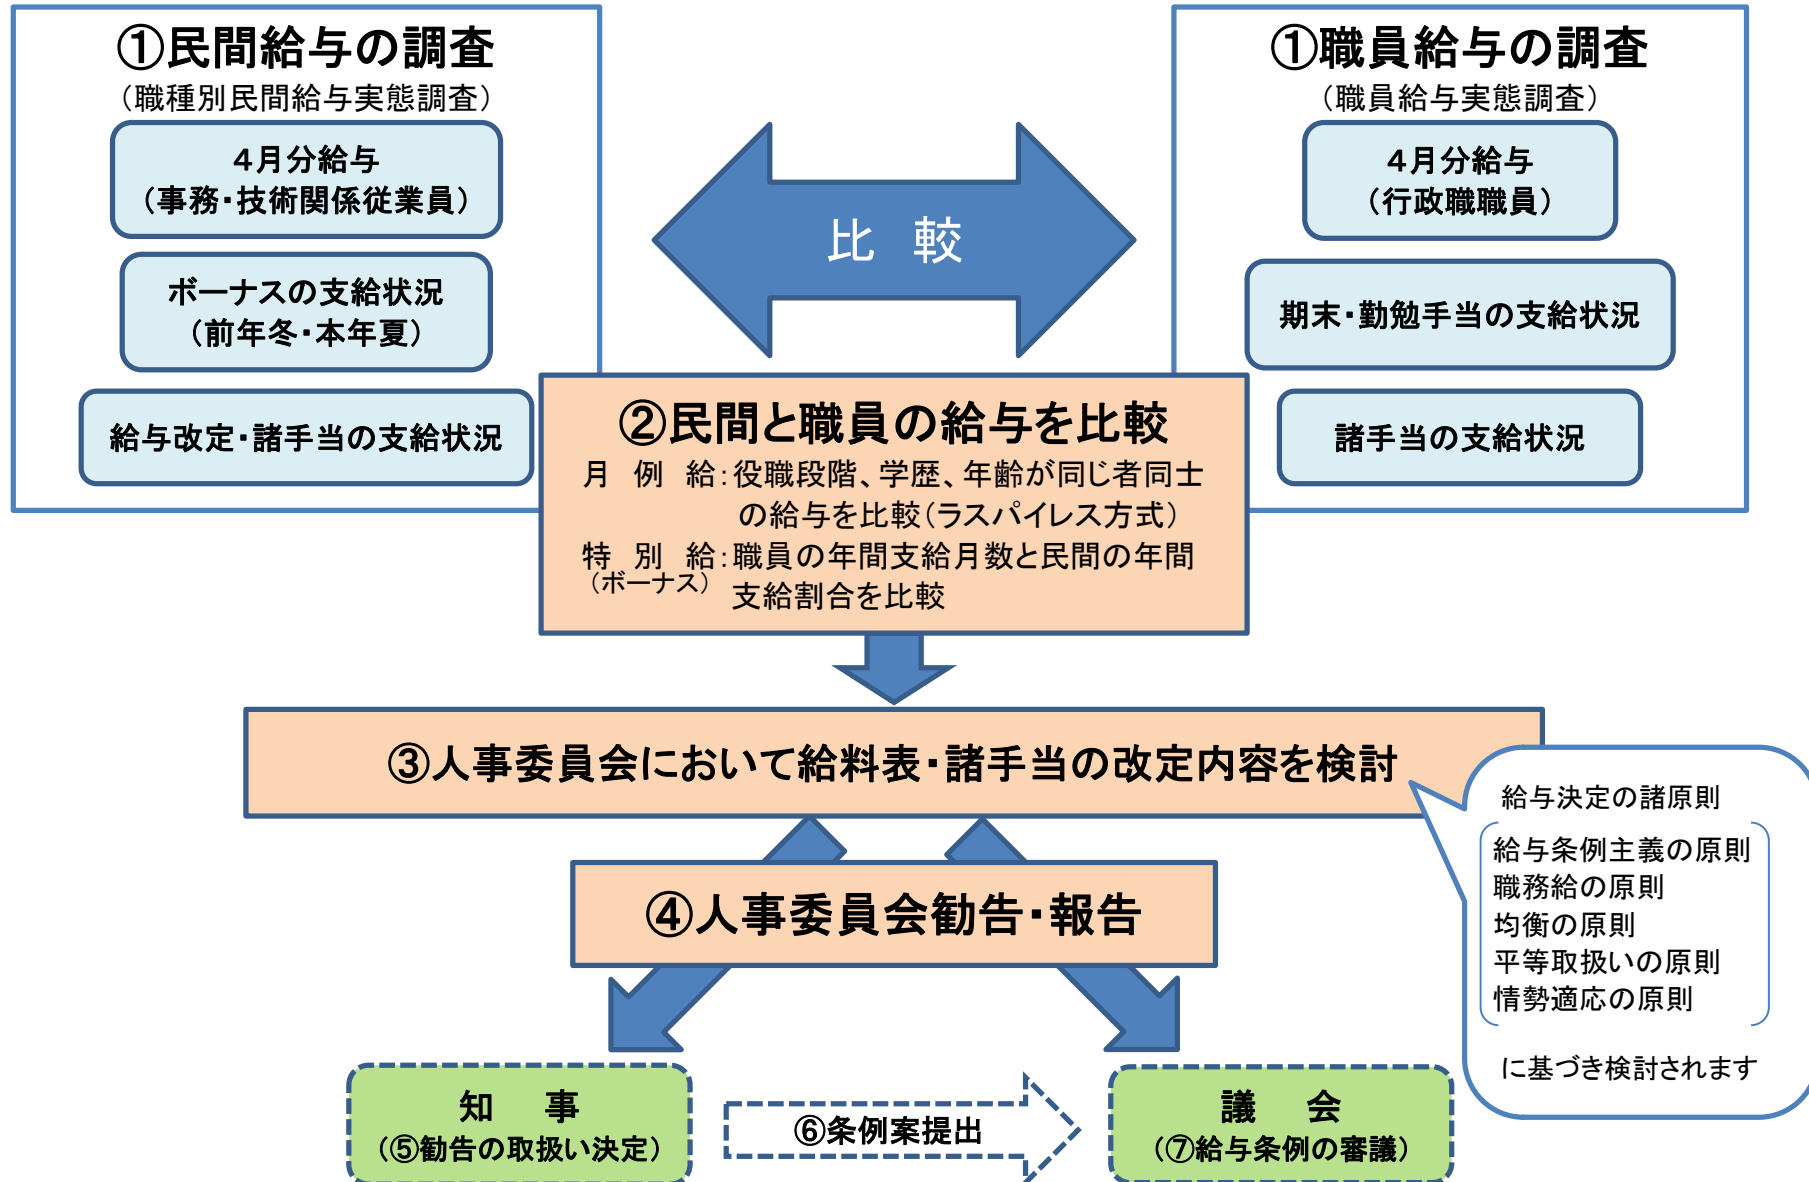 ①民間給与の調査
（職種別民間給与実態調査）
４月分給与
（事務・技術関係従業員）
ボーナスの支給状況
（前年冬・本年夏）
給与改定・諸手当の支給状況
比　較
①職員給与の調査
（職員給与実態調査）
４月分給与
（行政職職員）
期末・勤勉手当の支給状況
諸手当の支給状況
②民間と職員の給与を比較
月　例　給：役職段階、学歴、年齢が同じ者同士
の給与を比較（ラスパイレス方式）
特　別　給：職員の年間支給月数と民間の年間
（ボーナス）
支給割合を比較
③人事委員会において給料表・諸手当の改定内容を検討
給与決定の諸原則
給与条例主義の原則
職務給の原則
均衡の原則
平等取扱いの原則
情勢適応の原則
に基づき検討されます
④人事委員会勧告・報告
知　事
（⑤勧告の取扱い決定）
⑥条例案提出
議　会
（⑦給与条例の審議）